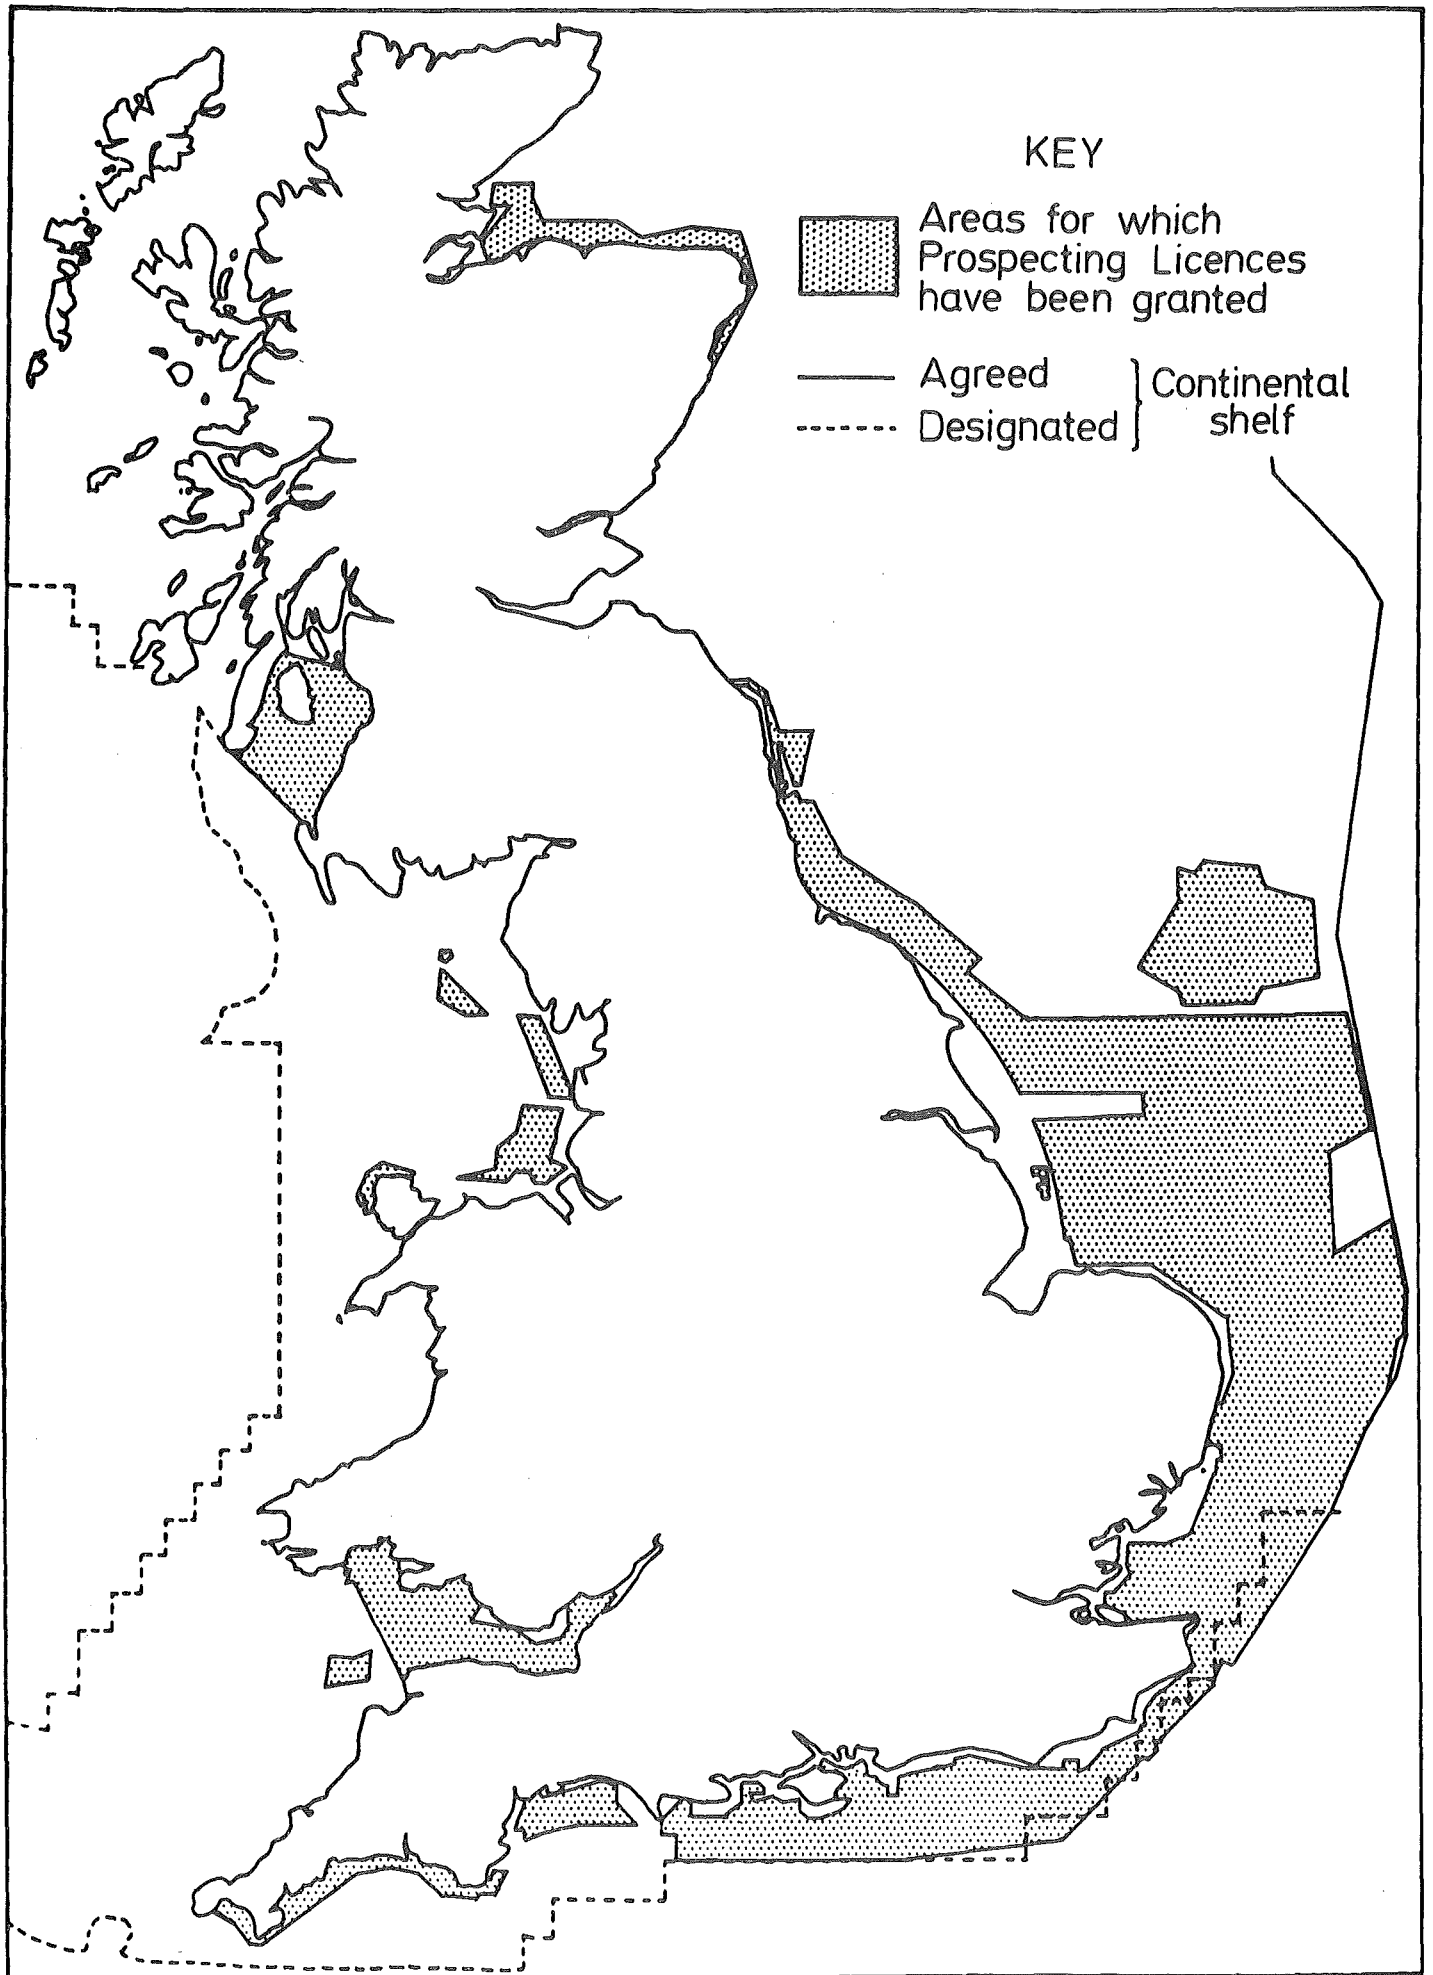 KEY
Areas for which
Prospecting Licences
have been granted
Agreed
Designated
Continental
shelf